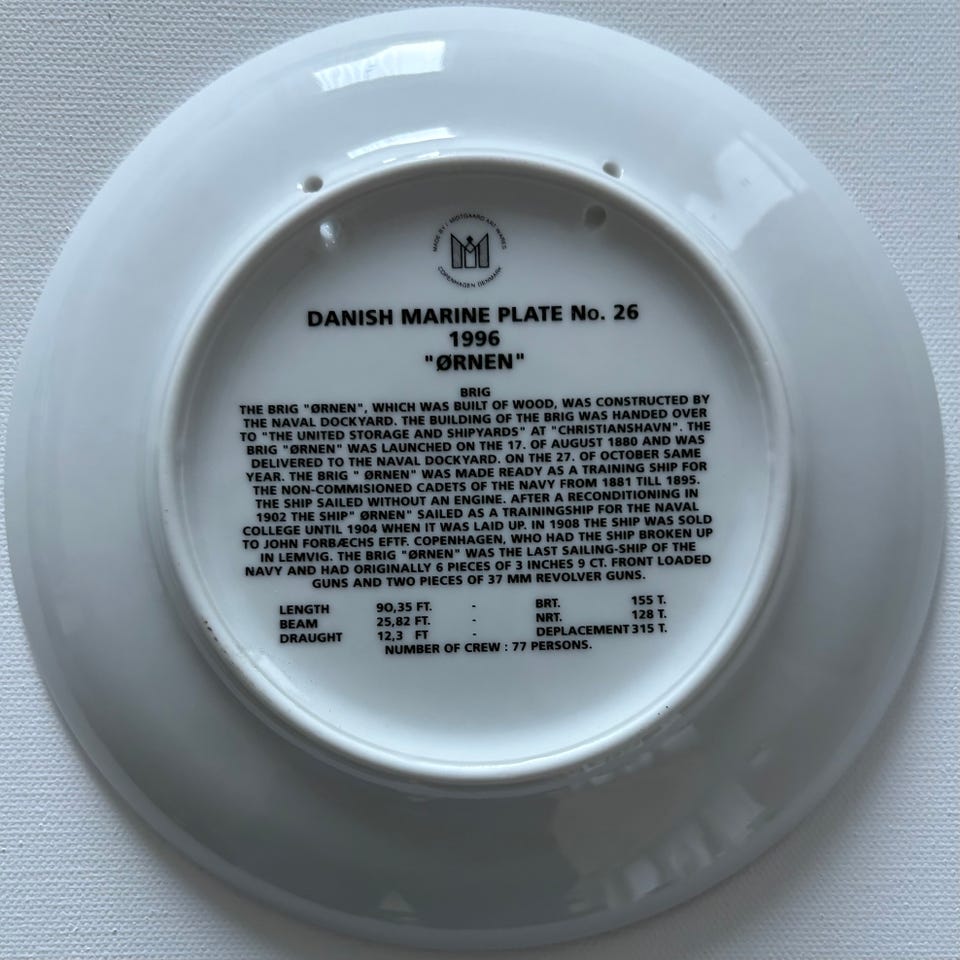 MADE BY: MIDTGAARD ART WARES
COPENHAGEN DENMARK
DANISH MARINE PLATE No. 26
1996
"ØRNEN"
BRIG
THE BRIG "ØRNEN", WHICH WAS BUILT OF WOOD, WAS CONSTRUCTED BY
THE NAVAL DOCKYARD. THE BUILDING OF THE BRIG WAS HANDED OVER
TO "THE UNITED STORAGE AND SHIPYARDS" AT "CHRISTIANSHAVN". THE
BRIG "ØRNEN" WAS LAUNCHED ON THE 17. OF AUGUST 1880 AND WAS
DELIVERED TO THE NAVAL DOCKYARD. ON THE 27. OF OCTOBER SAME
YEAR. THE BRIG " ØRNEN" WAS MADE READY AS A TRAINING SHIP FOR
THE NON-COMMISIONED CADETS OF THE NAVY FROM 1881 TILL 1895.
THE SHIP SAILED WITHOUT AN ENGINE. AFTER A RECONDITIONING IN
1902 THE SHIP" ØRNEN" SAILED AS A TRAININGSHIP FOR THE NAVAL
COLLEGE UNTIL 1904 WHEN IT WAS LAID UP. IN 1908 THE SHIP WAS SOLD
TO JOHN FORBÆCHS EFTF. COPENHAGEN, WHO HAD THE SHIP BROKEN UP
IN LEMVIG. THE BRIG "ØRNEN" WAS THE LAST SAILING-SHIP OF THE
NAVY AND HAD ORIGINALLY 6 PIECES OF 3 INCHES 9 CT. FRONT LOADED
GUNS AND TWO PIECES OF 37 MM REVOLVER GUNS.
LENGTH 90,35 FT. - BRT. 155 T.
BEAM 25,82 FT. - NRT. 128 T.
DRAUGHT 12,3 FT - DEPLACEMENT 315 T.
NUMBER OF CREW : 77 PERSONS.